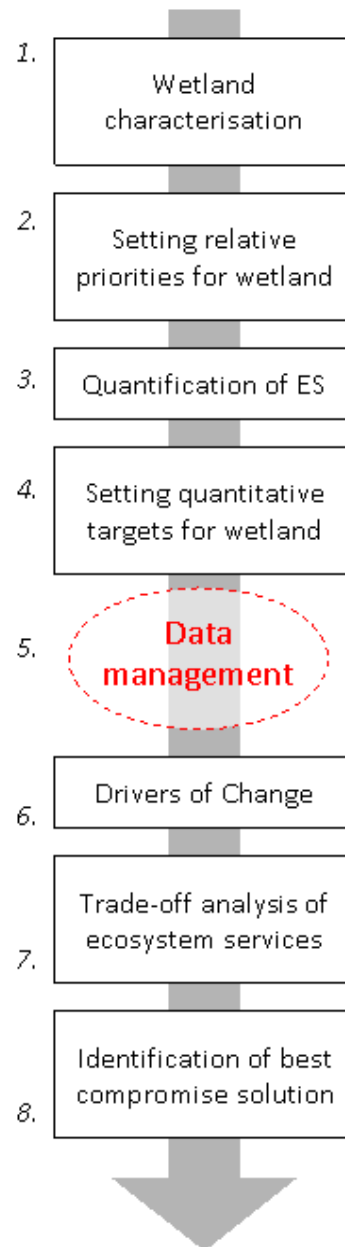 1.
Wetland
characterisation
2.
Setting relative
priorities for wetland
3.
Quantification of ES
4.
Setting quantitative
targets for wetland
5.
Data
management
Drivers of Change
6.
Trade-off analysis of
ecosystem services
7.
Identification of best
compromise solution
8.